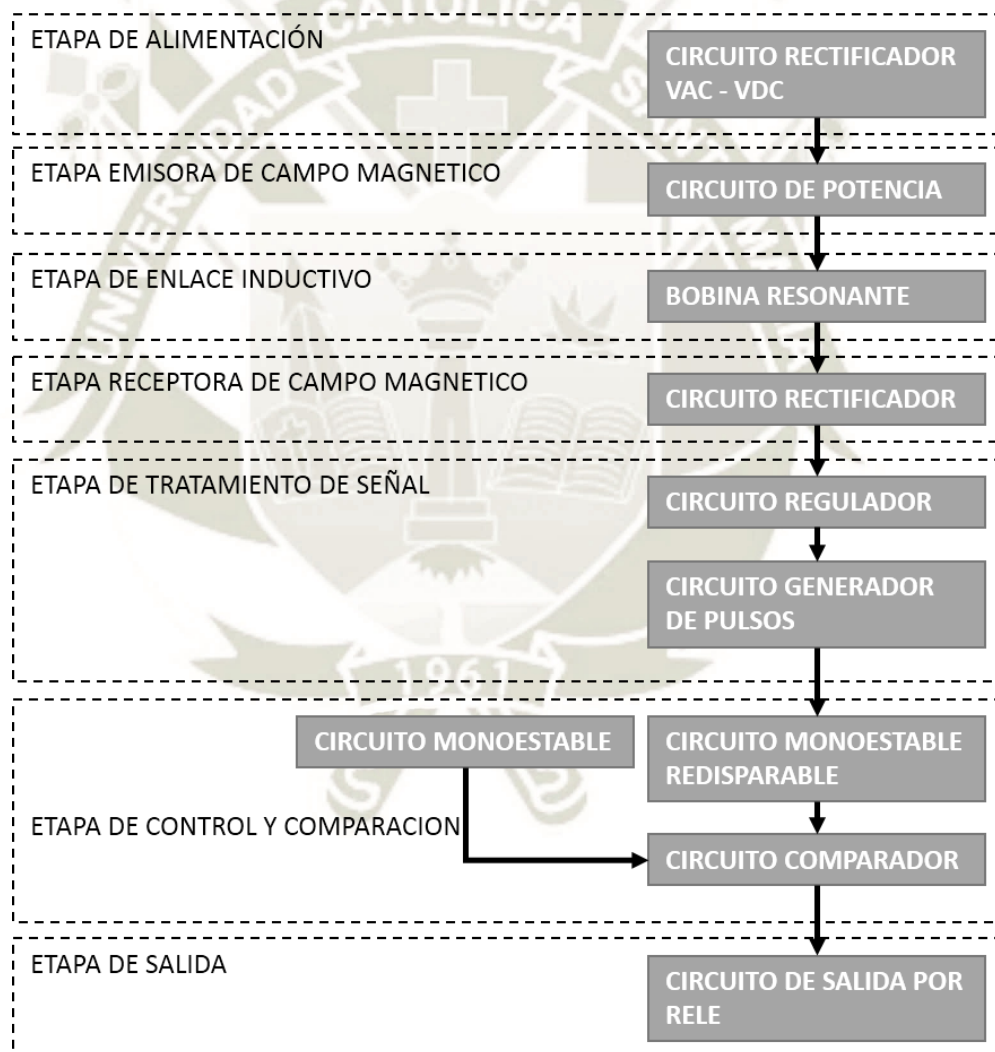 ETAPA DE ALIMENTACIÓN
CIRCUITO RECTIFICADOR
VAC - VDC
ETAPA EMISORA DE CAMPO MAGNETICO
CIRCUITO DE POTENCIA
ETAPA DE ENLACE INDUCTIVO
BOBINA RESONANTE
ETAPA RECEPTORA DE CAMPO MAGNETICO
CIRCUITO RECTIFICADOR
ETAPA DE TRATAMIENTO DE SEÑAL
CIRCUITO REGULADOR
CIRCUITO GENERADOR
DE PULSOS
CIRCUITO MONOESTABLE
CIRCUITO MONOESTABLE
REDISPARABLE
ETAPA DE CONTROL Y COMPARACION
CIRCUITO COMPARADOR
ETAPA DE SALIDA
CIRCUITO DE SALIDA POR
RELE
UNIVERSIDAD CATOLICA
1961